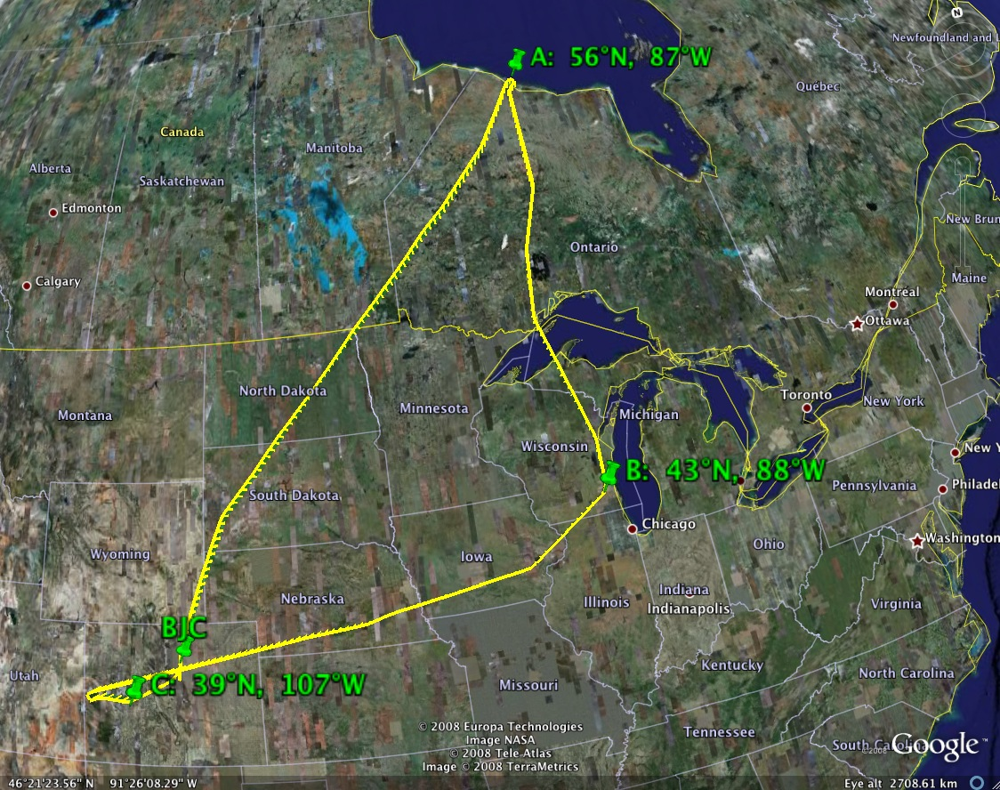 N
Newfoundland and L
A: 56°N, 87°W
Québec
Canada
Manitoba
Alberta
Saskatchewan
Edmonton
New Brun
Ontario
Calgary
Maine
Montréal
Ottawa
North Dakota
Toronto
New York
Minnesota
Michigan
Montana
Wisconsin
New Y
B: 43°N, 88°W
Pennsylvania
Philadel
South Dakota
Chicago
Washington
Ohio
Wyoming
Iowa
Indiana
Nebraska
Illinois
Indianapolis
Virginia
BJC
Kentucky
North Carolina
Utah
C: 39°N, 107°W
Missouri
© 2008 Europa Technologies
Image NASA
© 2008 Tele Atlas
Image © 2008 TerraMetrics
Tennessee
South Carolina
©2008
Google™
46°21'23.56" N 91°26'08.29" W
Eye alt 2708.61 km